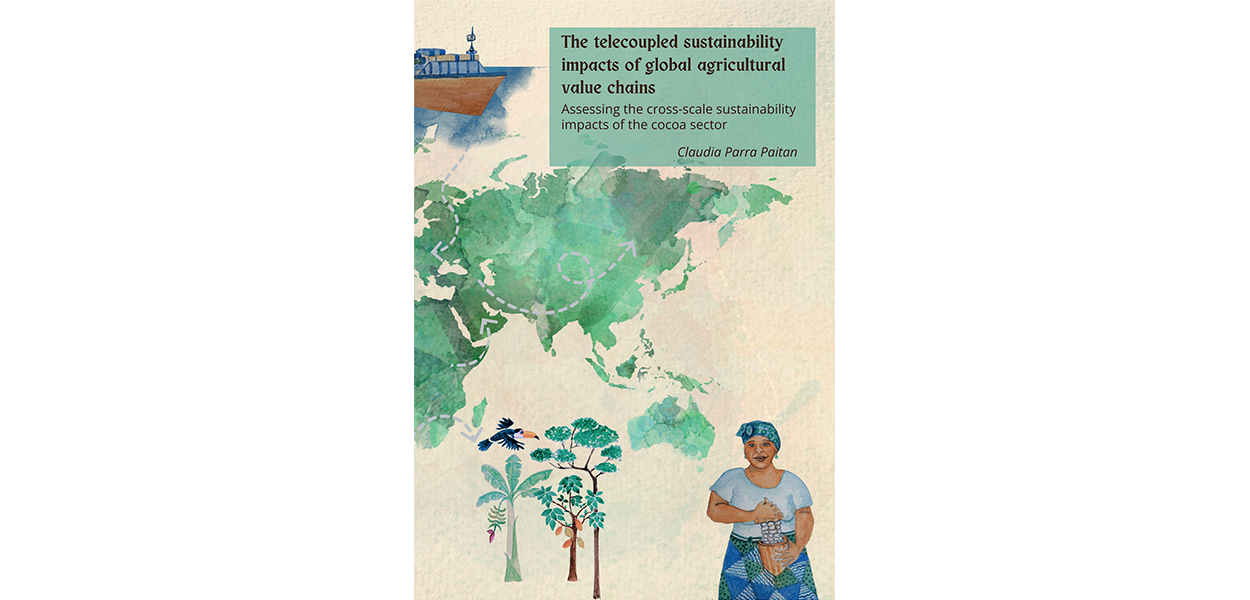 The telecoupled sustainability
impacts of global agricultural
value chains
Assessing the cross-scale sustainability
impacts of the cocoa sector
Claudia Parra Paitan